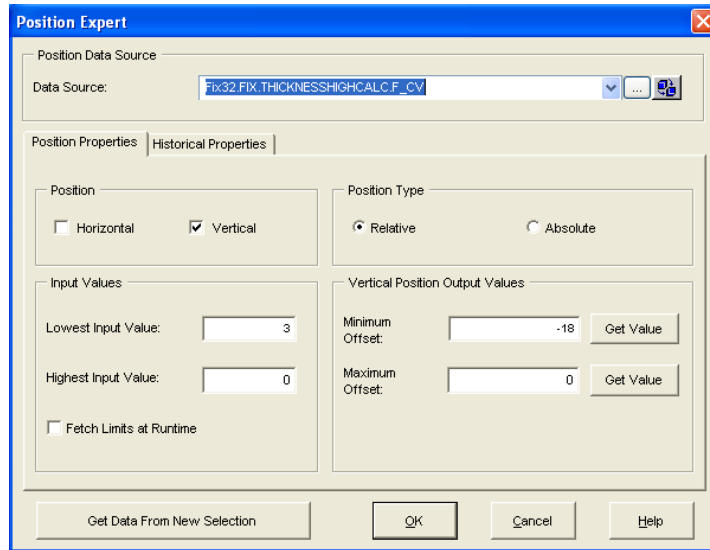 Position Expert
Position Data Source
Data Source: Fix32.FIX.THICKNESSHIGHCALC.F_CV ...
Position Properties Historical Properties
Position Position Type
Horizontal Vertical Relative Absolute
Input Values Vertical Position Output Values
Lowest Input Value: 3 Minimum Offset: -18 Get Value
Highest Input Value: 0 Maximum Offset: 0 Get Value
Fetch Limits at Runtime
Get Data From New Selection OK Cancel Help